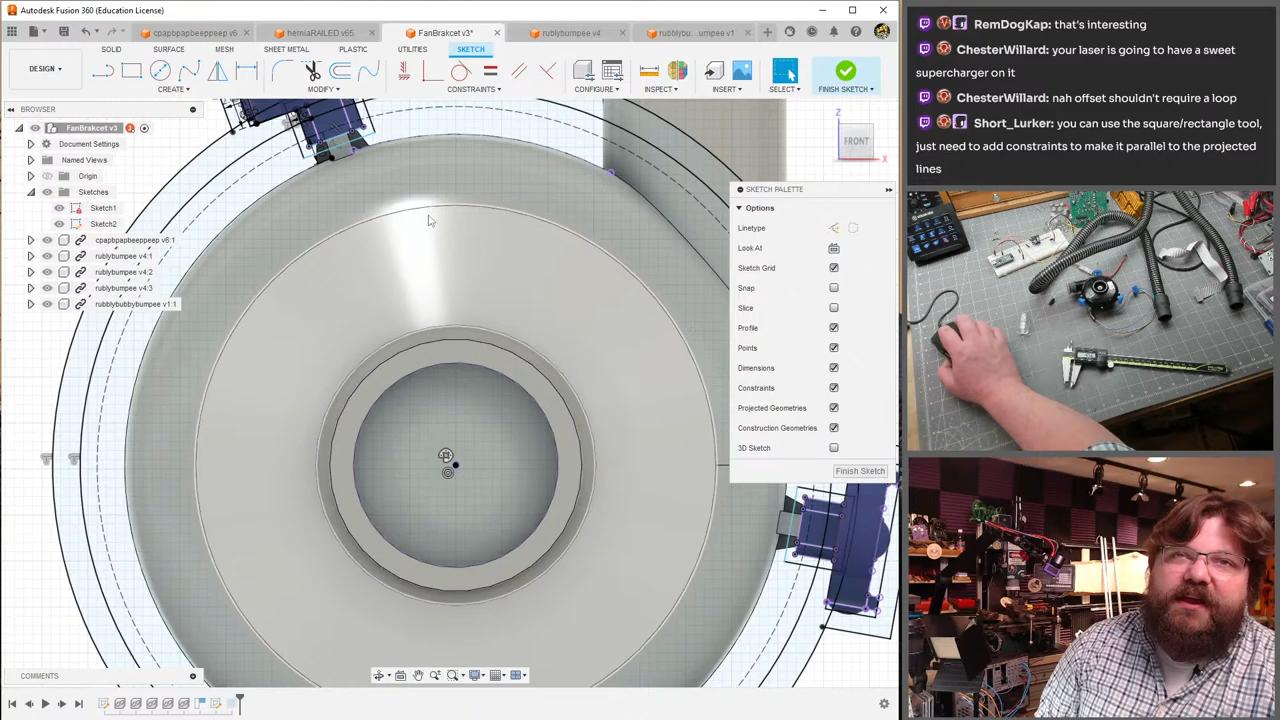 Autodesk Fusion 360 (Education License)
cpapbpapbeeppeep v6
herniaRAILED v65
FanBrakcet v3*
rublybumpee v4
rubblybu...umpee v1
SOLID
SURFACE
MESH
SHEET METAL
PLASTIC
UTILITIES
SKETCH
DESIGN
CREATE
MODIFY
CONSTRAINTS
CONFIGURE
INSPECT
INSERT
SELECT
FINISH SKETCH
BROWSER
FanBrakcet v3
Document Settings
Named Views
Origin
Sketches
Sketch1
Sketch2
cpapbpapbeeppeep v6:1
rublybumpee v4:1
rublybumpee v4:2
rublybumpee v4:3
rubblybubbybumpee v1:1
Z
FRONT
X
SKETCH PALETTE
Options
Linetype
Look At
Sketch Grid
Snap
Slice
Profile
Points
Dimensions
Constraints
Projected Geometries
Construction Geometries
3D Sketch
Finish Sketch
COMMENTS
RemDogKap: that's interesting
ChesterWillard: your laser is going to have a sweet
supercharger on it
ChesterWillard: nah offset shouldn't require a loop
Short_Lurker: you can use the square/rectangle tool,
just need to add constraints to make it parallel to the projected
lines